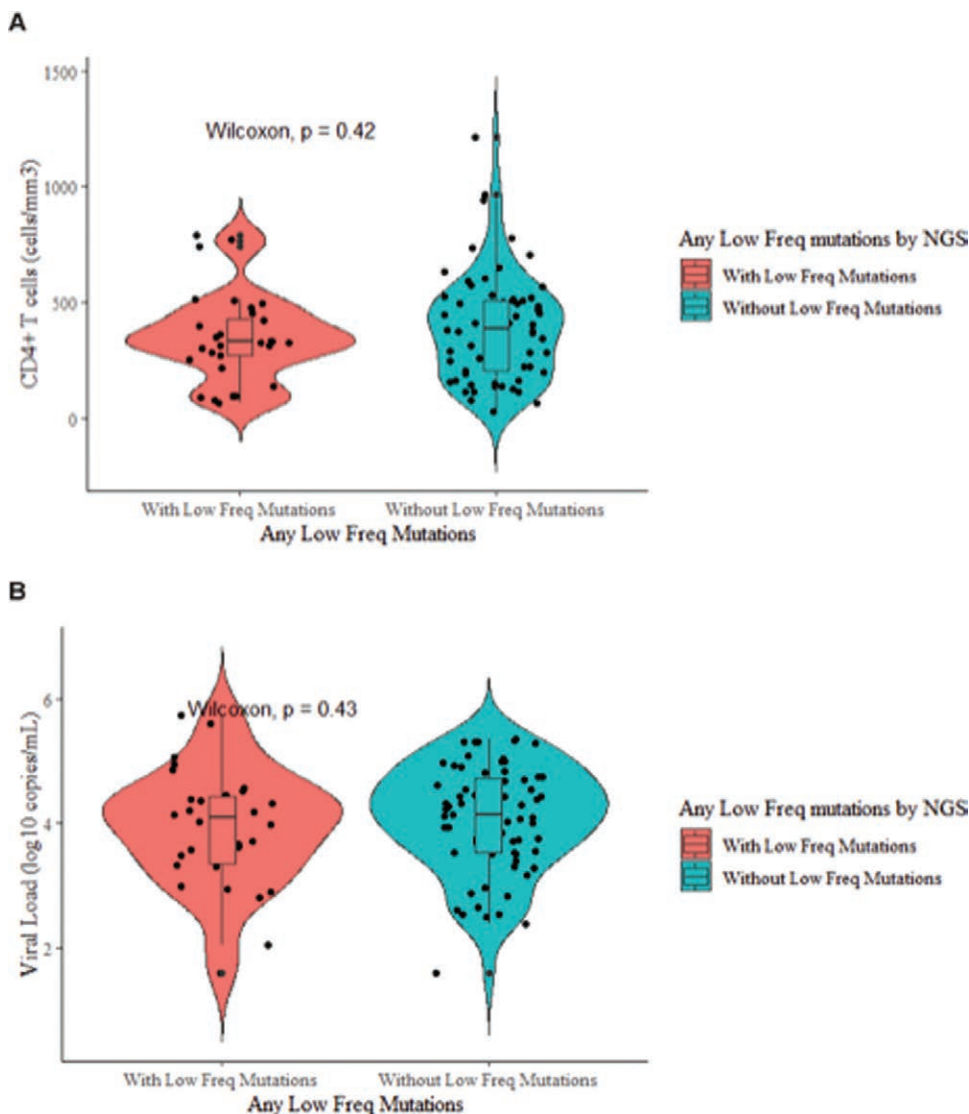 A
1500
Wilcoxon, p = 0.42
1000
500
0
CD4+ T cells (cells/mm3)
With Low Freq Mutations
Without Low Freq Mutations
Any Low Freq Mutations
Any Low Freq mutations by NGS
With Low Freq Mutations
Without Low Freq Mutations
B
6
Wilcoxon, p = 0.43
4
2
Viral Load (log10 copies/mL)
With Low Freq Mutations
Without Low Freq Mutations
Any Low Freq Mutations
Any Low Freq mutations by NGS
With Low Freq Mutations
Without Low Freq Mutations